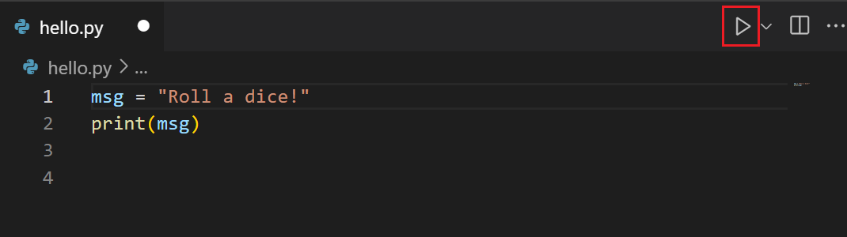 hello.py
hello.py > ...
1 msg = "Roll a dice!"
2 print(msg)
3
4